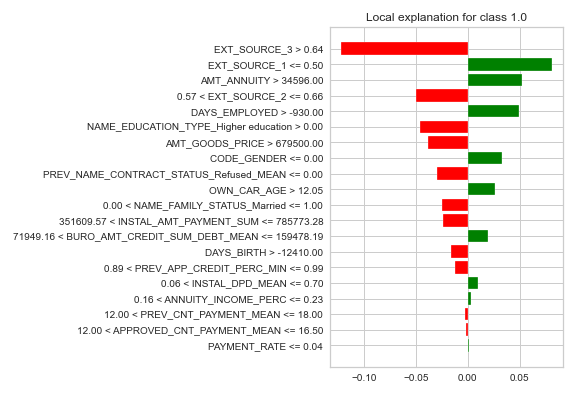 Local explanation for class 1.0
EXT_SOURCE_3 > 0.64
EXT_SOURCE_1 <= 0.50
AMT_ANNUITY > 34596.00
0.57 < EXT_SOURCE_2 <= 0.66
DAYS_EMPLOYED > -930.00
NAME_EDUCATION_TYPE_Higher education > 0.00
AMT_GOODS_PRICE > 679500.00
CODE_GENDER <= 0.00
PREV_NAME_CONTRACT_STATUS_Refused_MEAN <= 0.00
OWN_CAR_AGE > 12.05
0.00 < NAME_FAMILY_STATUS_Married <= 1.00
351609.57 < INSTAL_AMT_PAYMENT_SUM <= 785773.28
71949.16 < BURO_AMT_CREDIT_SUM_DEBT_MEAN <= 159478.19
DAYS_BIRTH > -12410.00
0.89 < PREV_APP_CREDIT_PERC_MIN <= 0.99
0.06 < INSTAL_DPD_MEAN <= 0.70
0.16 < ANNUITY_INCOME_PERC <= 0.23
12.00 < PREV_CNT_PAYMENT_MEAN <= 18.00
12.00 < APPROVED_CNT_PAYMENT_MEAN <= 16.50
PAYMENT_RATE <= 0.04
−0.10 −0.05 0.00 0.05